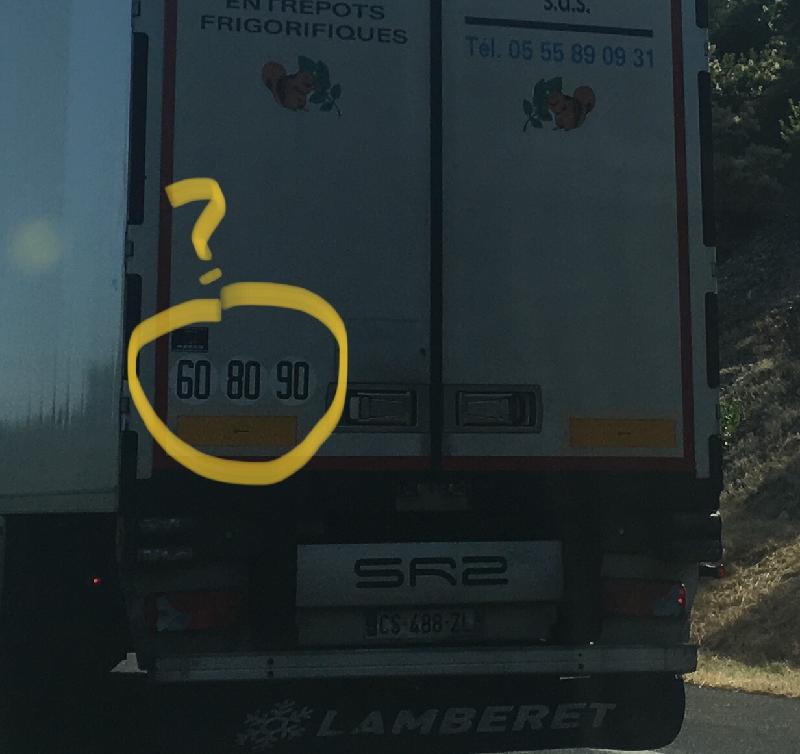 ENTREPOTS
FRIGORIFIQUES
s.a.s.
Tél. 05 55 89 09 31
?
60 80 90
SR2
CS-488-ZL
LAMBERET